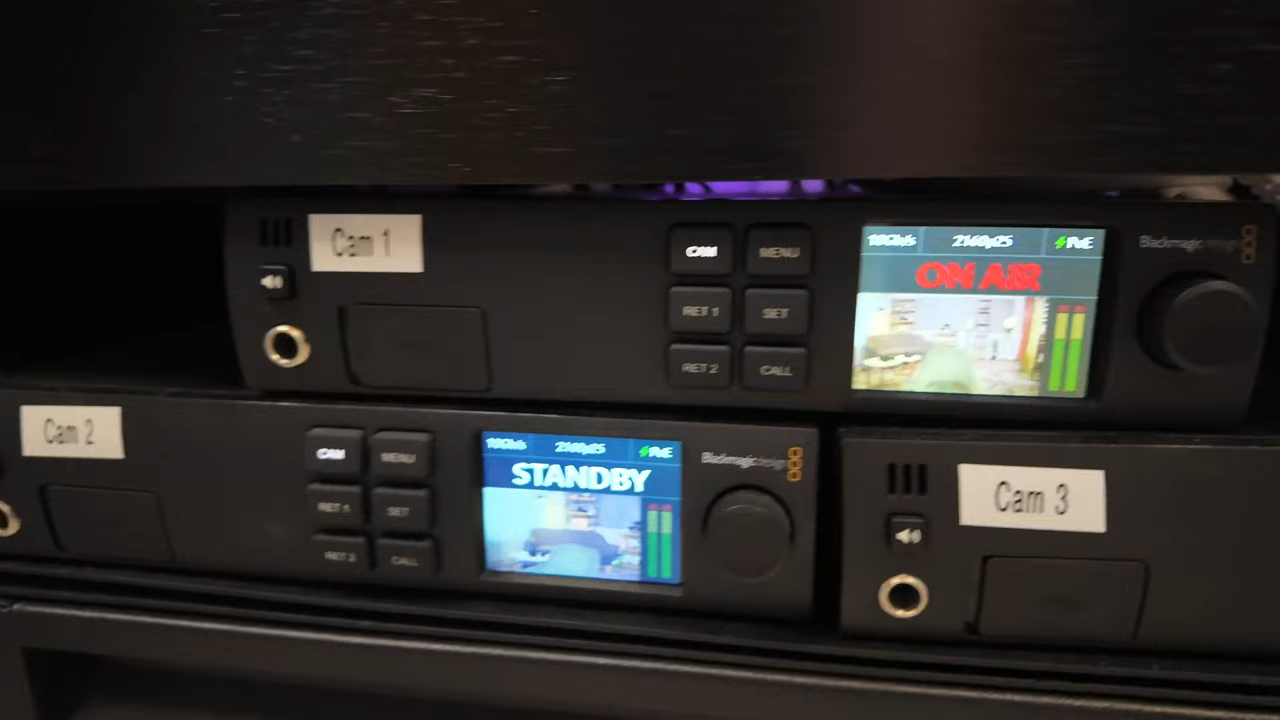 Cam 1
CAM
MENU
RET 1
SET
RET 2
CALL
10Gb/s 2160p25 PoE
ON AIR
Blackmagicdesign
Cam 2
CAM
MENU
RET 1
SET
RET 2
CALL
10Gb/s 2160p25 PoE
STANDBY
Blackmagicdesign
Cam 3